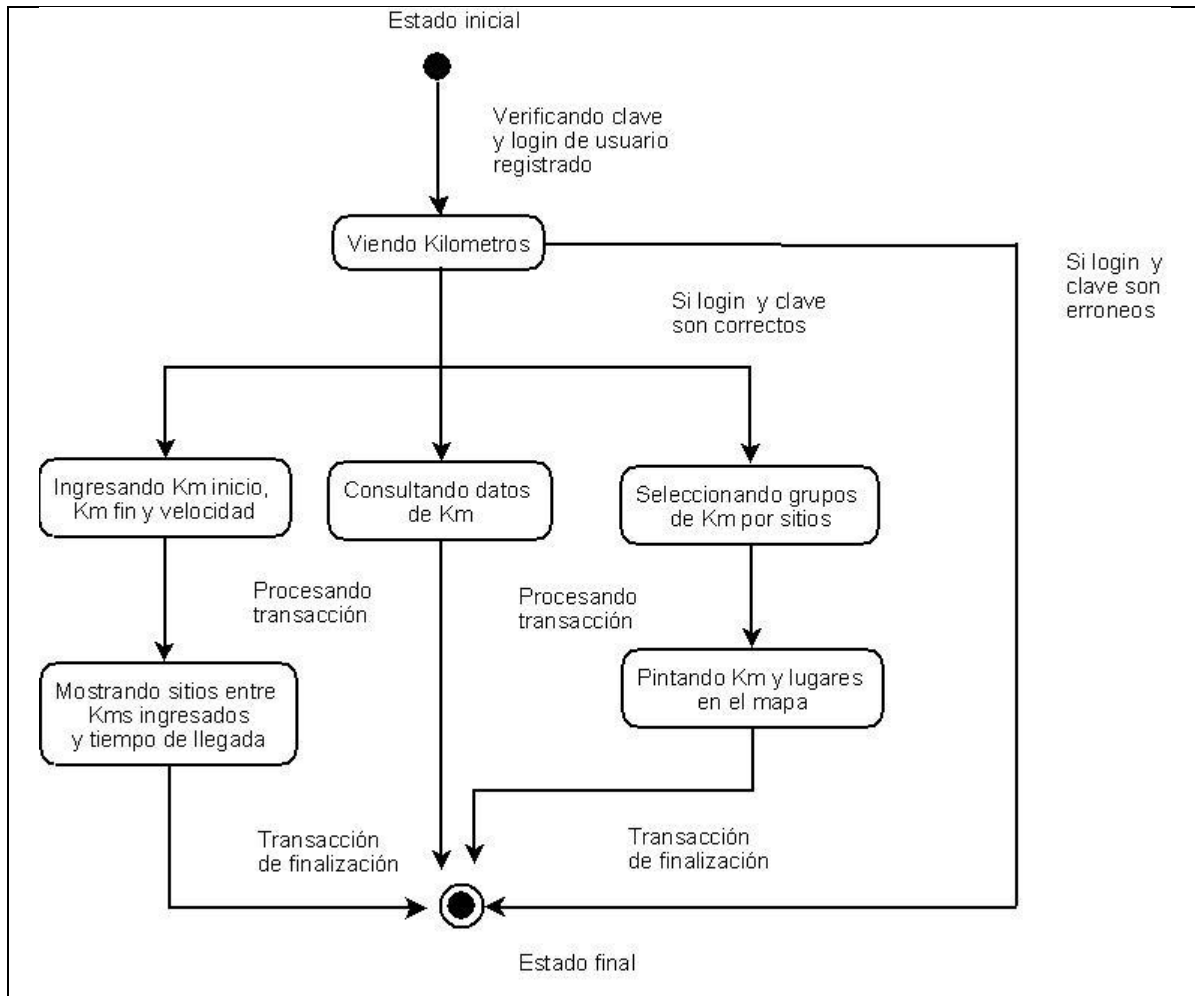 Estado inicial
Verificando clave
y login de usuario
registrado
Viendo Kilometros
Si login y
clave son
erroneos
Si login y clave
son correctos
Ingresando Km inicio,
Km fin y velocidad
Consultando datos
de Km
Seleccionando grupos
de Km por sitios
Procesando
transacción
Procesando
transacción
Mostrando sitios entre
Kms ingresados
y tiempo de llegada
Pintando Km y lugares
en el mapa
Transacción
de finalización
Transacción
de finalización
Estado final